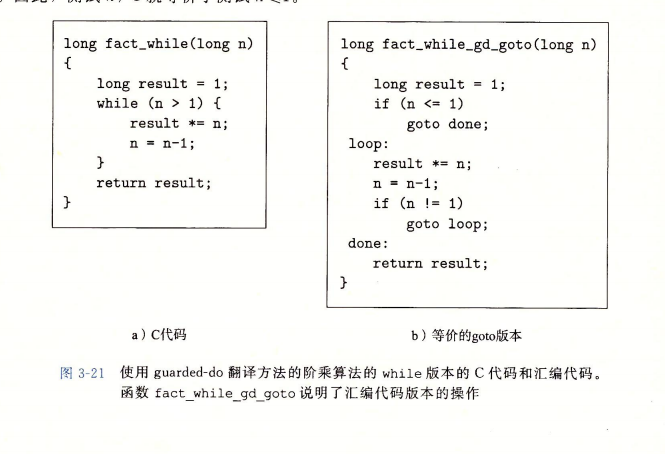 long fact_while(long n)
{
    long result = 1;
    while (n > 1) {
        result *= n;
        n = n-1;
    }
    return result;
}
long fact_while_gd_goto(long n)
{
    long result = 1;
    if (n <= 1)
        goto done;
loop:
    result *= n;
    n = n-1;
    if (n != 1)
        goto loop;
done:
    return result;
}
a）C代码
b）等价的goto版本
图 3-21 使用 guarded-do 翻译方法的阶乘算法的 while 版本的 C 代码和汇编代码。
函数 fact_while_gd_goto 说明了汇编代码版本的操作